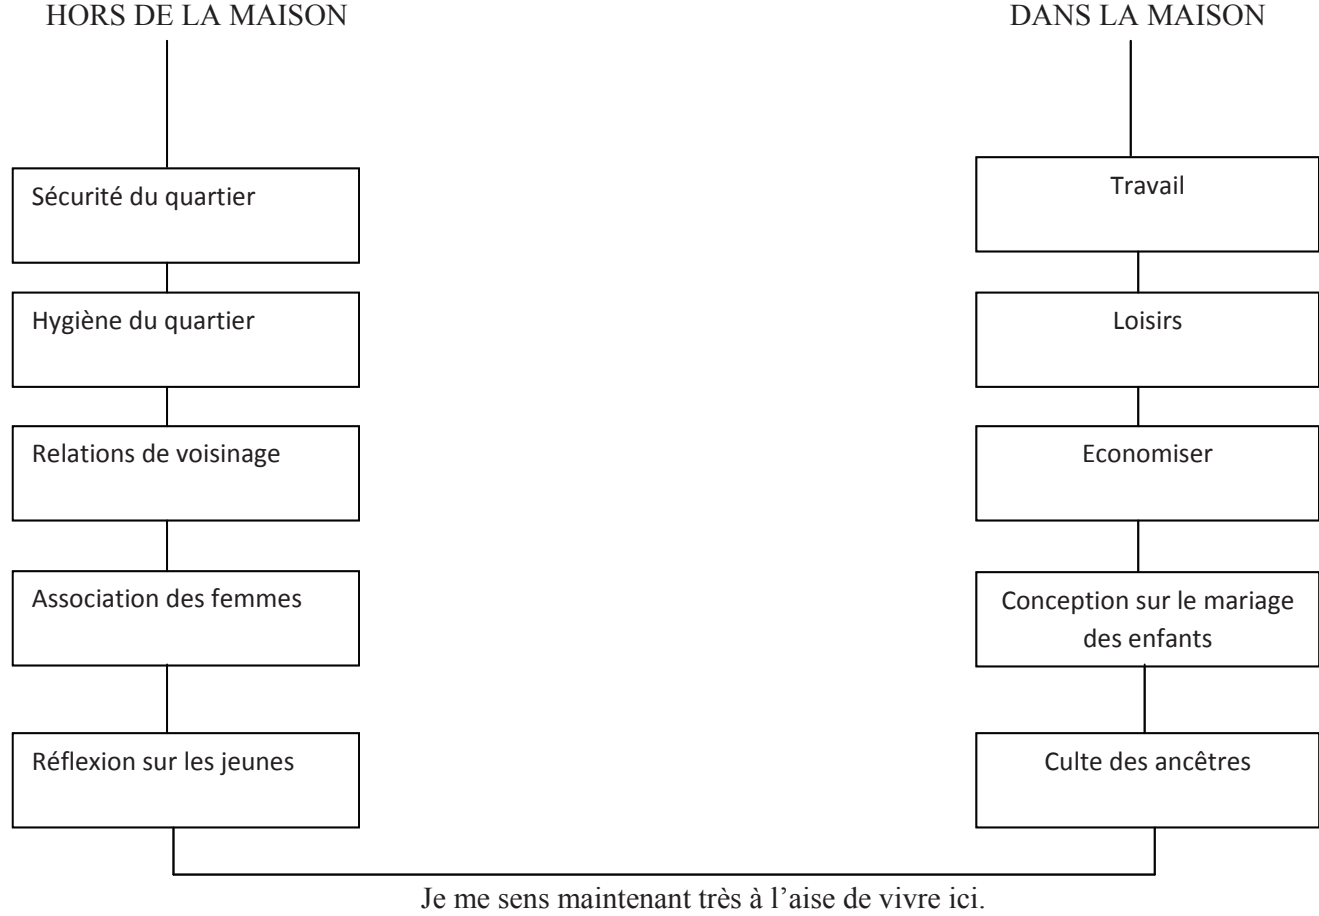 HORS DE LA MAISON
Sécurité du quartier
Hygiène du quartier
Relations de voisinage
Association des femmes
Réflexion sur les jeunes
DANS LA MAISON
Travail
Loisirs
Economiser
Conception sur le mariage
des enfants
Culte des ancêtres
Je me sens maintenant très à l’aise de vivre ici.